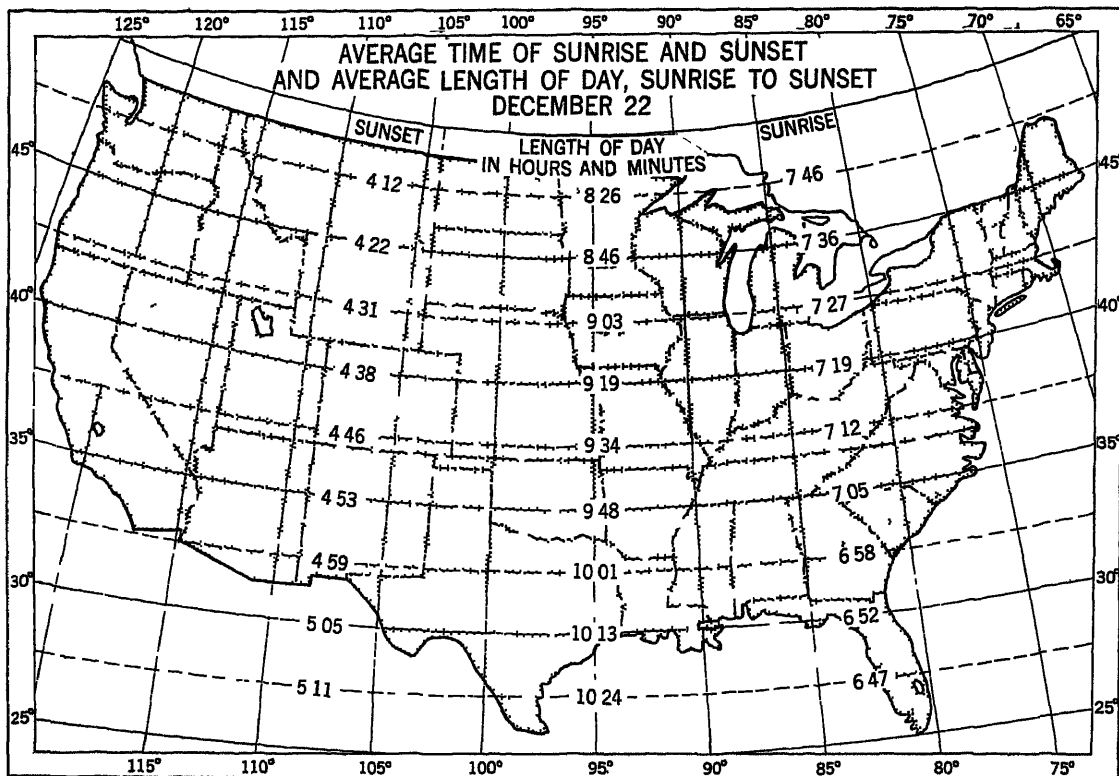 125° 120° 115° 110° 105° 100° 95° 90° 85° 80° 75° 70° 65°
AVERAGE TIME OF SUNRISE AND SUNSET
AND AVERAGE LENGTH OF DAY, SUNRISE TO SUNSET
DECEMBER 22
SUNSET LENGTH OF DAY SUNRISE
IN HOURS AND MINUTES
45° 4 12 8 26 7 46 45°
4 22 8 46 7 36
4 31 9 03 7 27
40° 4 38 9 19 7 19 40°
4 46 9 34 7 12
35° 4 53 9 48 7 05 35°
4 59 10 01 6 58
30° 5 05 10 13 6 52 30°
5 11 10 24 6 47
25° 25°
115° 110° 105° 100° 95° 90° 85° 80° 75°